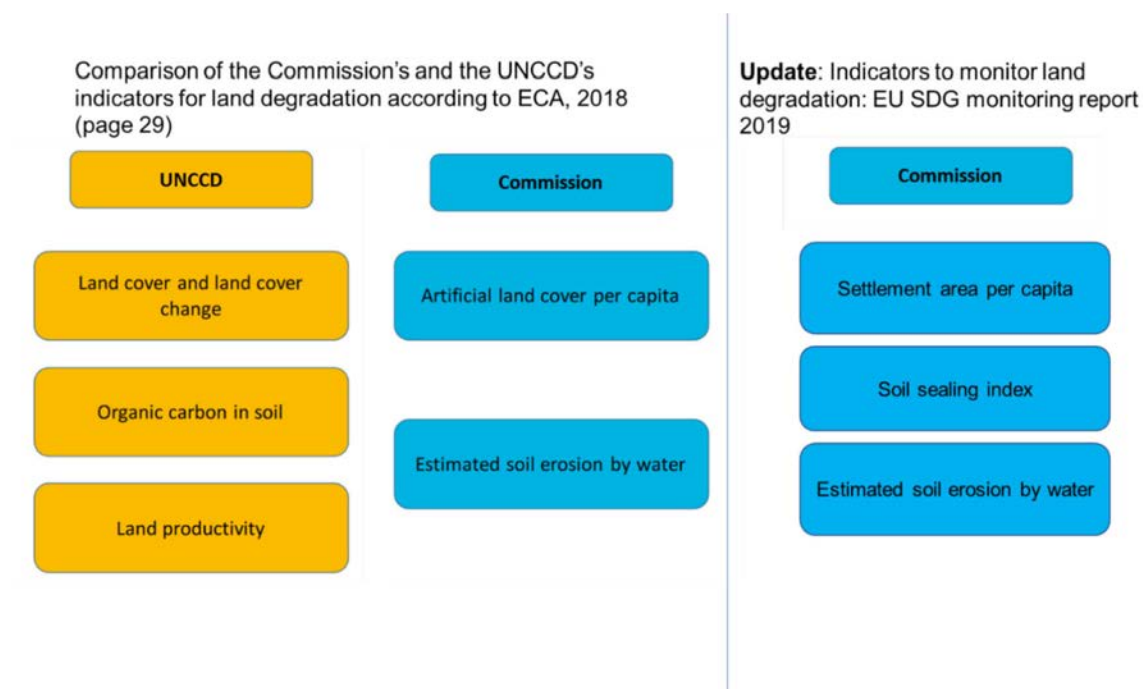 Comparison of the Commission's and the UNCCD's
indicators for land degradation according to ECA, 2018
(page 29)
UNCCD
Commission
Land cover and land cover
change
Artificial land cover per capita
Organic carbon in soil
Estimated soil erosion by water
Land productivity
Update: Indicators to monitor land
degradation: EU SDG monitoring report
2019
Commission
Settlement area per capita
Soil sealing index
Estimated soil erosion by water